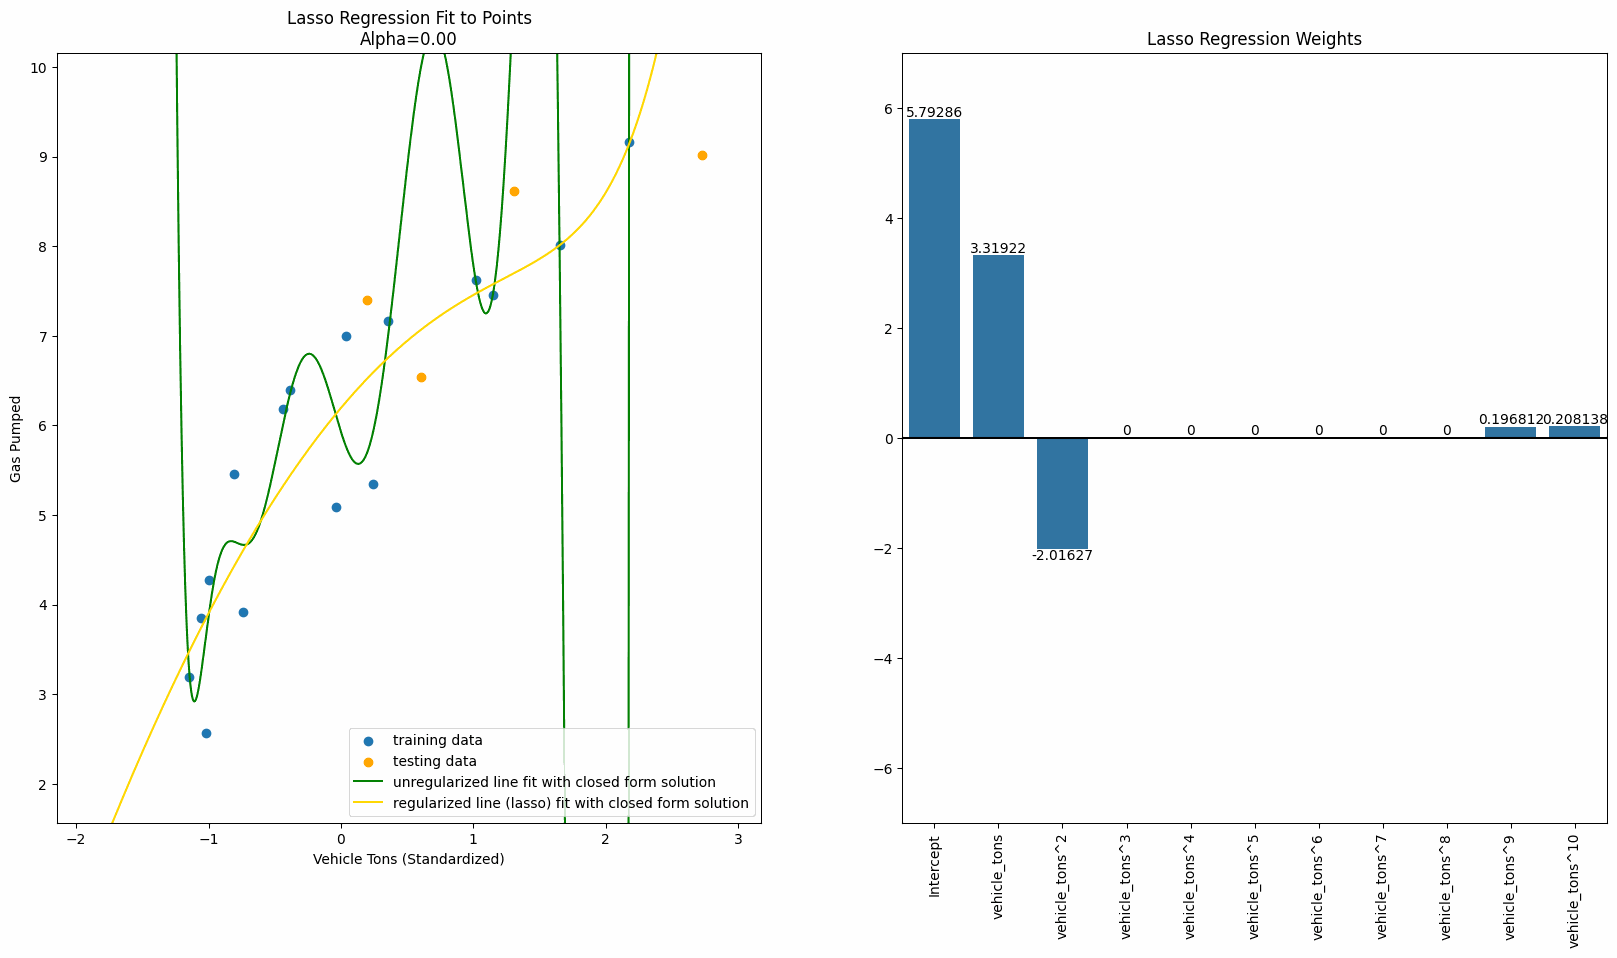 Lasso Regression Fit to Points
Alpha=0.00
10
9
8
7
6
5
4
3
2
Gas Pumped
−2
−1
0
1
2
3
Vehicle Tons (Standardized)
training data
testing data
unregularized line fit with closed form solution
regularized line (lasso) fit with closed form solution
Lasso Regression Weights
6
4
2
0
−2
−4
−6
5.79286
3.31922
-2.01627
0
0
0
0
0
0
0.196812
0.208138
Intercept
vehicle_tons
vehicle_tons^2
vehicle_tons^3
vehicle_tons^4
vehicle_tons^5
vehicle_tons^6
vehicle_tons^7
vehicle_tons^8
vehicle_tons^9
vehicle_tons^10